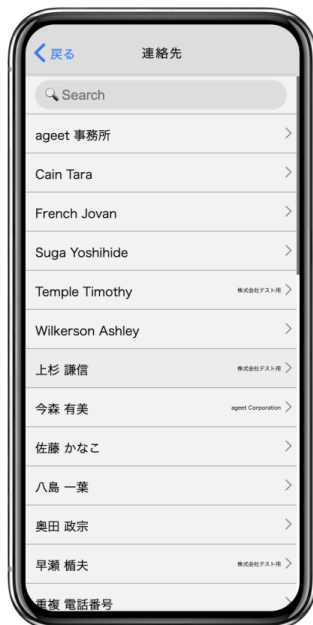 戻る 連絡先
Search
ageet 事務所
Cain Tara
French Jovan
Suga Yoshihide
Temple Timothy 株式会社テスト用
Wilkerson Ashley
上杉 謙信 株式会社テスト用
今森 有美 ageet Corporation
佐藤 かなこ
八島 一葉
奥田 政宗
早瀬 楯夫 株式会社テスト用
重複 電話番号